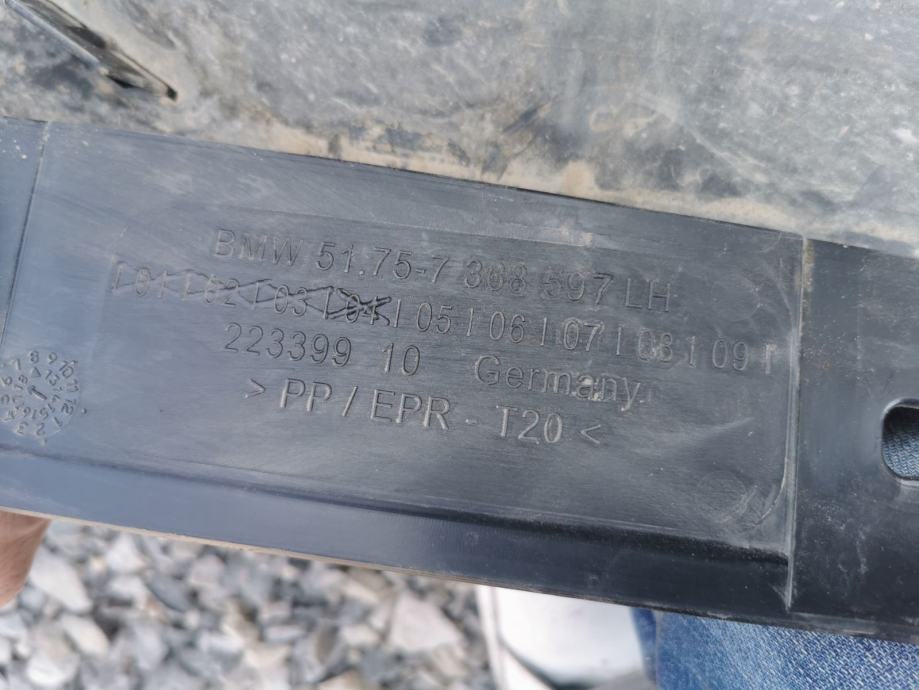 BMW 51.75-7 368 597 LH
| 01 | 02 | 03 | 04 | 05 | 06 | 07 | 08 | 09 |
223399 10 Germany
> PP / EPR - T20 <